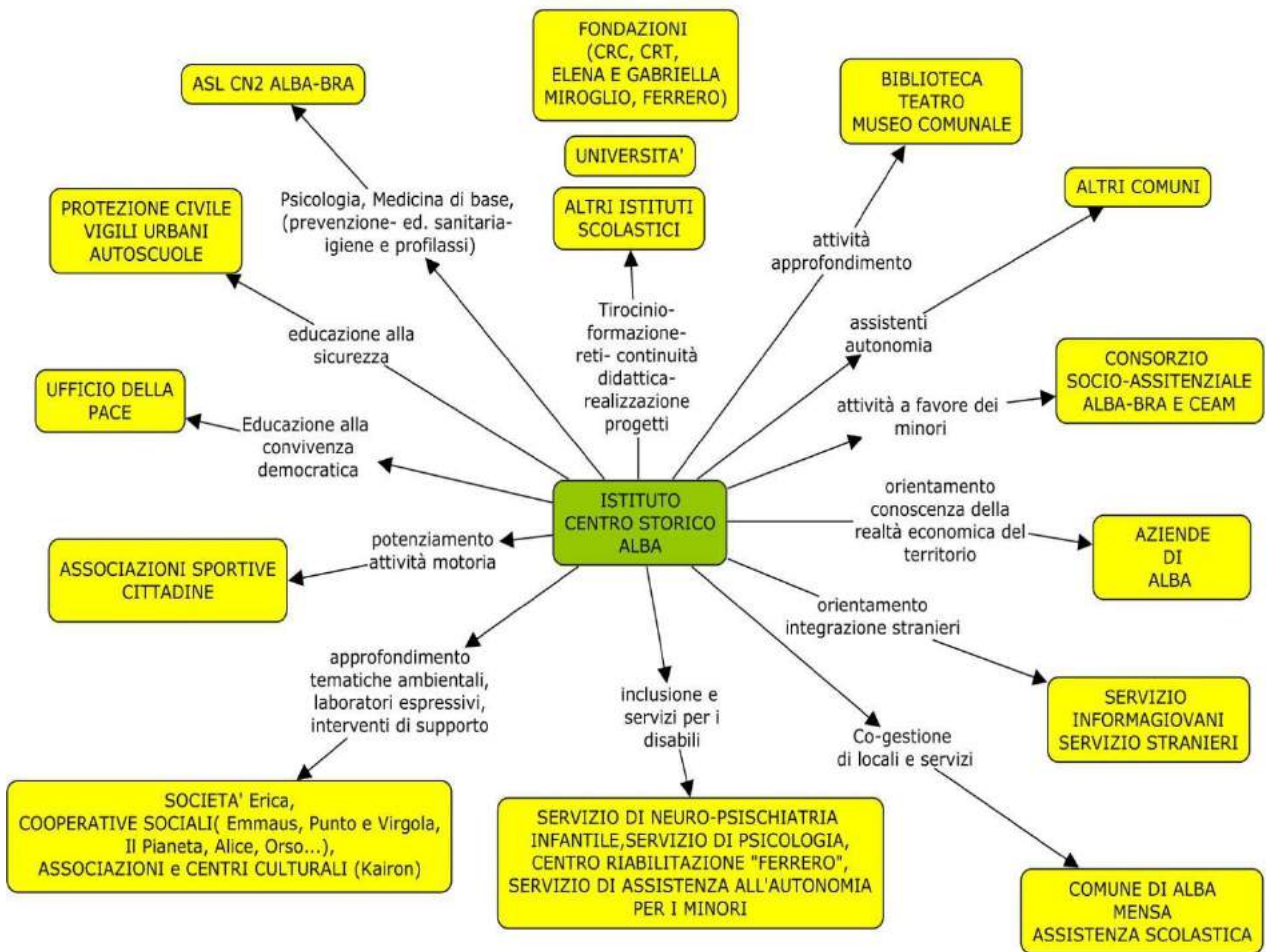 FONDAZIONI
(CRC, CRT,
ELENA E GABRIELLA
MIROGLIO, FERRERO)
ASL CN2 ALBA-BRA
BIBLIOTECA
TEATRO
MUSEO COMUNALE
UNIVERSITA'
ALTRI COMUNI
PROTEZIONE CIVILE
VIGILI URBANI
AUTOSCUOLE
Psicologia, Medicina di base,
(prevenzione- ed. sanitaria-
igiene e profilassi)
ALTRI ISTITUTI
SCOLASTICI
attività
approfondimento
educazione alla
sicurezza
Tirocinio-
formazione-
reti- continuità
didattica-
realizzazione
progetti
assistenti
autonomia
CONSORZIO
SOCIO-ASSITENZIALE
ALBA-BRA E CEAM
UFFICIO DELLA
PACE
Educazione alla
convivenza
democratica
attività a favore dei
minori
ISTITUTO
CENTRO STORICO
ALBA
orientamento
conoscenza della
realtà economica del
territorio
AZIENDE
DI
ALBA
potenziamento
attività motoria
ASSOCIAZIONI SPORTIVE
CITTADINE
orientamento
integrazione stranieri
approfondimento
tematiche ambientali,
laboratori espressivi,
interventi di supporto
inclusione e
servizi per i
disabili
SERVIZIO
INFORMAGIOVANI
SERVIZIO STRANIERI
Co-gestione
di locali e servizi
SOCIETA' Erica,
COOPERATIVE SOCIALI( Emmaus, Punto e Virgola,
Il Pianeta, Alice, Orso...),
ASSOCIAZIONI e CENTRI CULTURALI (Kairon)
SERVIZIO DI NEURO-PSISCHIATRIA
INFANTILE,SERVIZIO DI PSICOLOGIA,
CENTRO RIABILITAZIONE "FERRERO",
SERVIZIO DI ASSISTENZA ALL'AUTONOMIA
PER I MINORI
COMUNE DI ALBA
MENSA
ASSISTENZA SCOLASTICA